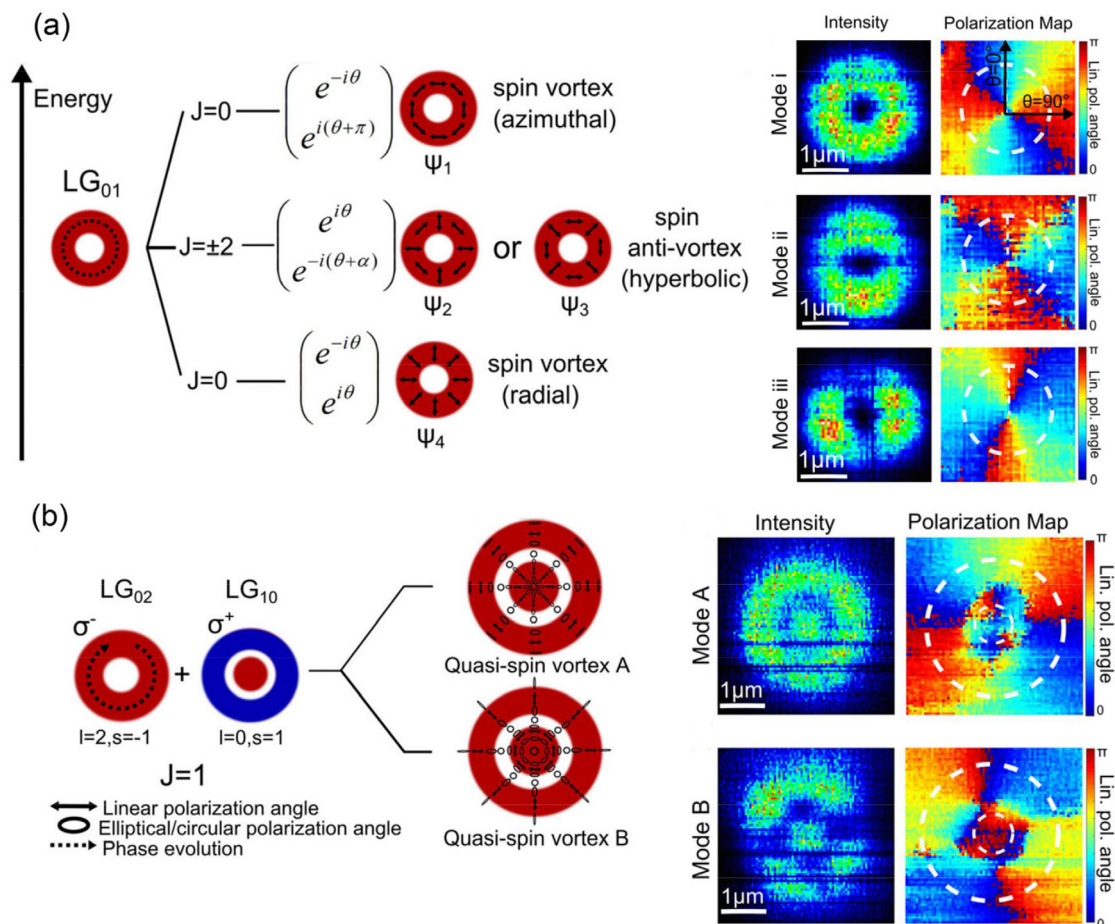 (a)
Energy
LG01
J=0
e^{-iθ}
e^{i(θ+π)}
Ψ1
spin vortex
(azimuthal)
J=±2
e^{iθ}
e^{-i(θ+α)}
Ψ2
or
Ψ3
spin
anti-vortex
(hyperbolic)
J=0
e^{-iθ}
e^{iθ}
Ψ4
spin vortex
(radial)
Intensity
Polarization Map
Mode i
1μm
θ=0°
θ=90°
π
Lin. pol. angle
0
Mode ii
1μm
π
Lin. pol. angle
0
Mode iii
1μm
π
Lin. pol. angle
0
(b)
LG02
σ-
l=2,s=-1
+
LG10
σ+
l=0,s=1
J=1
Linear polarization angle
Elliptical/circular polarization angle
Phase evolution
Quasi-spin vortex A
Quasi-spin vortex B
Intensity
Polarization Map
Mode A
1μm
π
Lin. pol. angle
0
Mode B
1μm
π
Lin. pol. angle